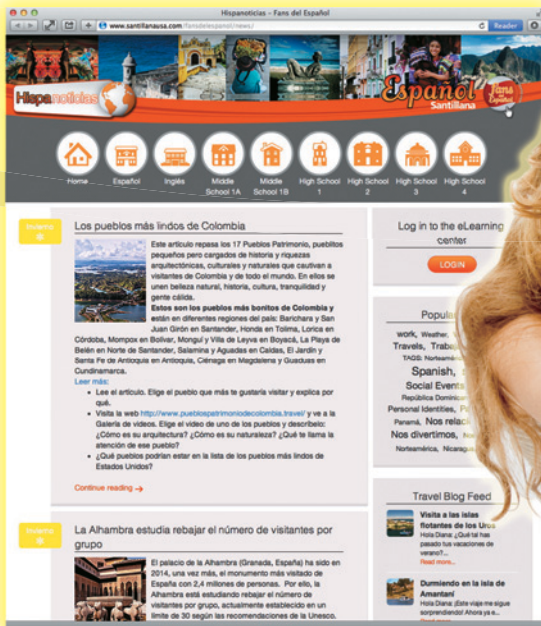 Hispanoticias – Fans del Español
www.santillanausa.com/fansdelespanol/news/
Reader
Hispanoticias
Español
Santillana
Fans
del
Español
Home
Español
Inglés
Middle
School 1A
Middle
School 1B
High School
1
High School
2
High School
3
High School
4
Invierno
Los pueblos más lindos de Colombia
Este artículo repasa los 17 Pueblos Patrimonio, pueblitos
pequeños pero cargados de historia y riquezas
arquitectónicas, culturales y naturales que cautivan a
visitantes de Colombia y de todo el mundo. En ellos se
unen belleza natural, historia, cultura, tranquilidad y
gente cálida.
Estos son los pueblos más bonitos de Colombia y
están en diferentes regiones del país: Barichara y San
Juan Girón en Santander, Honda en Tolima, Lorica en
Córdoba, Mompox en Bolívar, Monguí y Villa de Leyva en Boyacá, La Playa de
Belén en Norte de Santander, Salamina y Aguadas en Caldas, El Jardín y
Santa Fe de Antioquia en Antioquia, Ciénaga en Magdalena y Guaduas en
Cundinamarca.
Leer más:
• Lee el artículo. Elige el pueblo que más te gustaría visitar y explica por
qué.
• Visita la web http://www.pueblospatrimoniodecolombia.travel/ y ve a la
Galería de videos. Elige el video de uno de los pueblos y descríbelo:
¿Cómo es su arquitectura? ¿Cómo es su naturaleza? ¿Qué te llama la
atención de ese pueblo?
• ¿Qué pueblos podrían estar en la lista de los pueblos más lindos de
Estados Unidos?
Continue reading →
Invierno
La Alhambra estudia rebajar el número de visitantes por
grupo
El palacio de la Alhambra (Granada, España) ha sido en
2014, una vez más, el monumento más visitado de
España con 2,4 millones de personas. Por ello, la
Alhambra está estudiando rebajar el número de
visitantes por grupo, actualmente establecido en un
límite de 30 según las recomendaciones de la Unesco.
Log in to the eLearning
center
LOGIN
work, Weather,
Travels,
TAGS:
Spanish,
Social Events
República
Personal Identities,
Panamá, Nos
Nos divertimos,
Norteamérica,
Travel Blog Feed
Visita a las islas
flotantes de los Uros
Hola Diana: ¿Qué tal has
pasado tus vacaciones de
verano?...
Read more...
Durmiendo en la isla de
Amantaní
Hola Diana: ¡Este viaje me sigue
sorprendiendo! Ahora ya e...